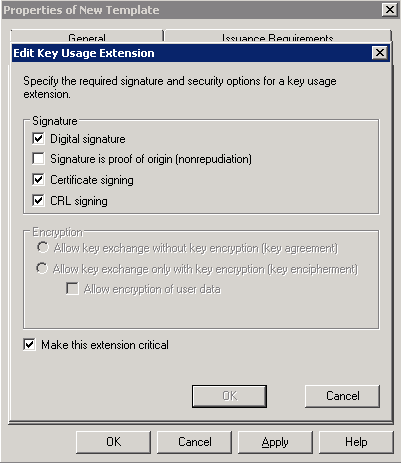 Properties of New Template
General
Issuance Requirements
Edit Key Usage Extension
Specify the required signature and security options for a key usage
extension.
Signature
Digital signature
Signature is proof of origin (nonrepudiation)
Certificate signing
CRL signing
Encryption
Allow key exchange without key encryption (key agreement)
Allow key exchange only with key encryption (key encipherment)
Allow encryption of user data
Make this extension critical
OK Cancel
OK Cancel Apply Help